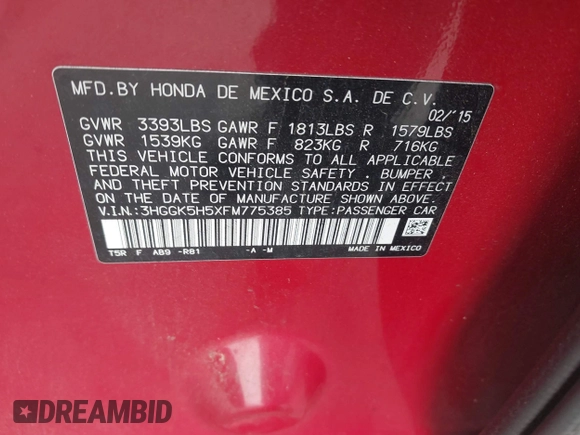 MFD.BY HONDA DE MEXICO S.A. DE C.V.
02/'15
GVWR 3393LBS GAWR F 1813LBS R 1579LBS
GVWR 1539KG GAWR F 823KG R 716KG
THIS VEHICLE CONFORMS TO ALL APPLICABLE
FEDERAL MOTOR VEHICLE SAFETY , BUMPER ,
AND THEFT PREVENTION STANDARDS IN EFFECT
ON THE DATE OF MANUFACTURE SHOWN ABOVE.
V.I.N.:3HGGK5H5XFM775385 TYPE:PASSENGER CAR
T5R F AB9 -R81 -A -M MADE IN MEXICO
DREAMBID